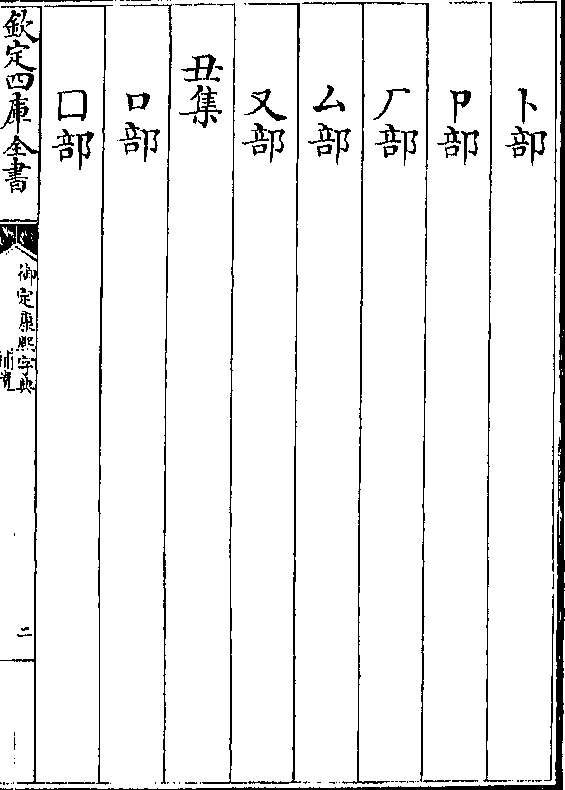 卜部
卩部
厂部
厶部
又部
丑集
口部
囗部
欽定四庫全書
御定康熙字典
補遺
二